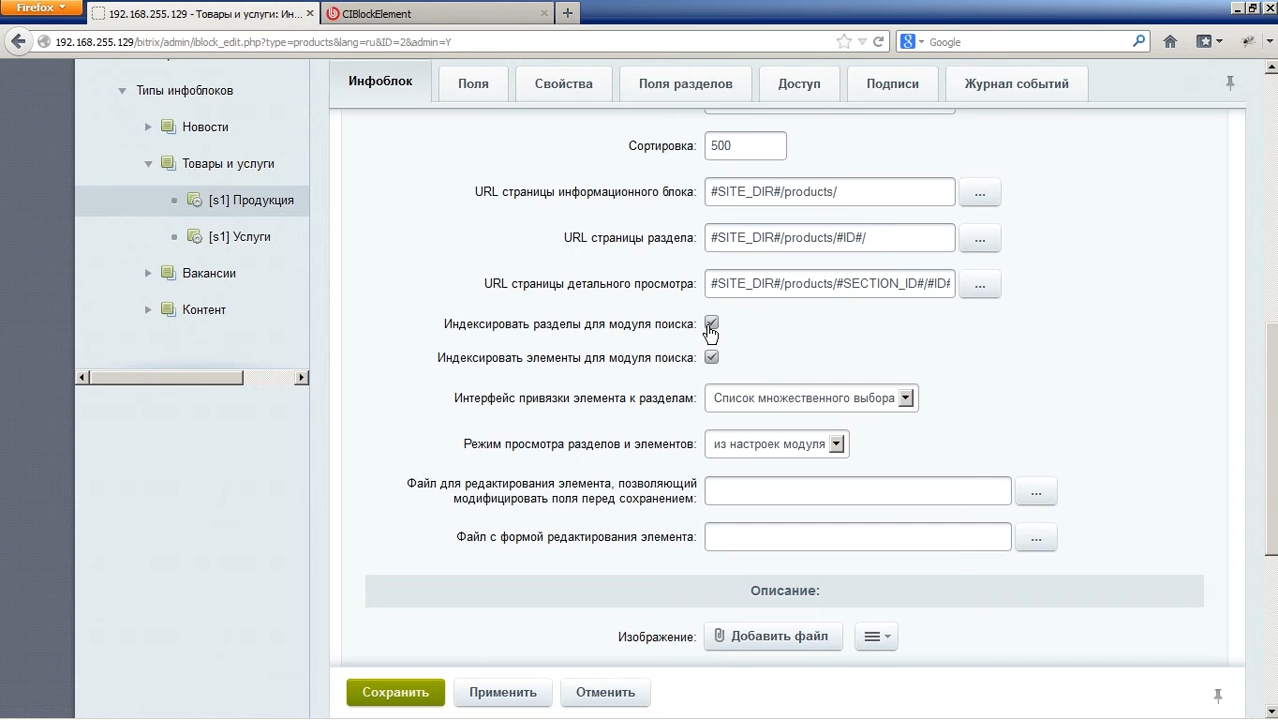 Firefox
192.168.255.129 - Товары и услуги: Ин...
CIBlockElement
192.168.255.129/bitrix/admin/iblock_edit.php?type=products&lang=ru&ID=2&admin=Y
Google
Типы инфоблоков
Новости
Товары и услуги
[s1] Продукция
[s1] Услуги
Вакансии
Контент
Инфоблок
Поля
Свойства
Поля разделов
Доступ
Подписи
Журнал событий
Сортировка: 500
URL страницы информационного блока: #SITE_DIR#/products/ ...
URL страницы раздела: #SITE_DIR#/products/#ID#/ ...
URL страницы детального просмотра: #SITE_DIR#/products/#SECTION_ID#/#ID# ...
Индексировать разделы для модуля поиска:
Индексировать элементы для модуля поиска:
Интерфейс привязки элемента к разделам: Список множественного выбора
Режим просмотра разделов и элементов: из настроек модуля
Файл для редактирования элемента, позволяющий
модифицировать поля перед сохранением: ...
Файл с формой редактирования элемента: ...
Описание:
Изображение: Добавить файл
Сохранить
Применить
Отменить